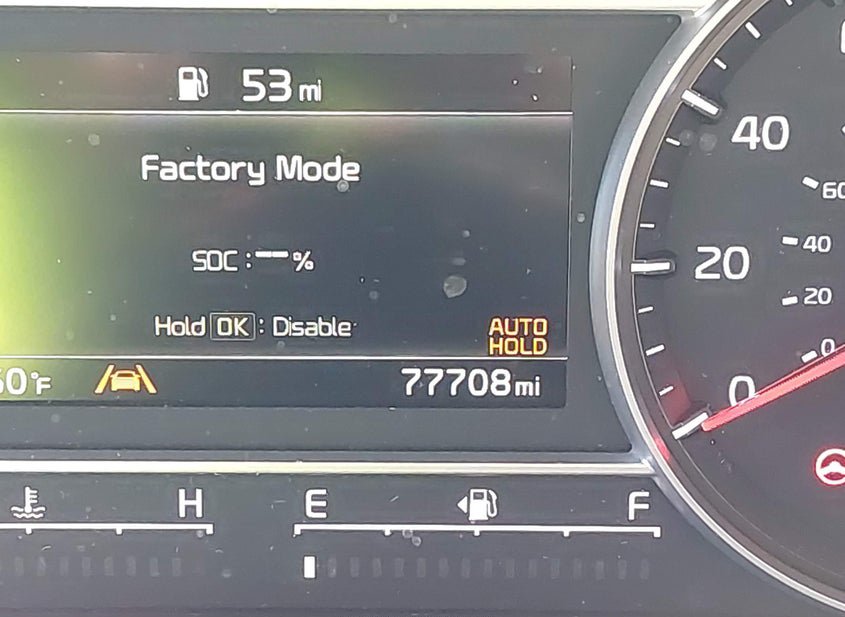 53 mi
Factory Mode
SOC : -- %
Hold OK : Disable
AUTO
HOLD
77708 mi
H
E
F
40
20
0
60
40
20
0